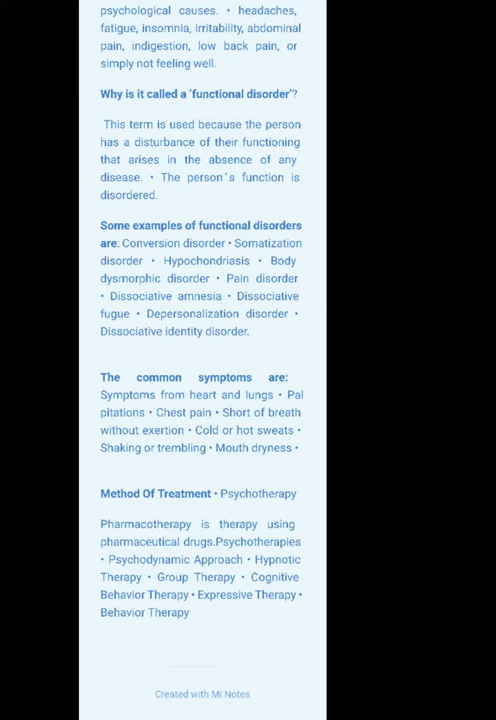 psychological causes. • headaches,
fatigue, insomnia, irritability, abdominal
pain, indigestion, low back pain, or
simply not feeling well.
Why is it called a 'functional disorder'?
This term is used because the person
has a disturbance of their functioning
that arises in the absence of any
disease. • The person's function is
disordered.
Some examples of functional disorders
are: Conversion disorder • Somatization
disorder • Hypochondriasis • Body
dysmorphic disorder • Pain disorder
• Dissociative amnesia • Dissociative
fugue • Depersonalization disorder •
Dissociative identity disorder.
The common symptoms are:
Symptoms from heart and lungs • Pal
pitations • Chest pain • Short of breath
without exertion • Cold or hot sweats •
Shaking or trembling • Mouth dryness •
Method Of Treatment • Psychotherapy
Pharmacotherapy is therapy using
pharmaceutical drugs.Psychotherapies
• Psychodynamic Approach • Hypnotic
Therapy • Group Therapy • Cognitive
Behavior Therapy • Expressive Therapy •
Behavior Therapy
Created with Mi Notes